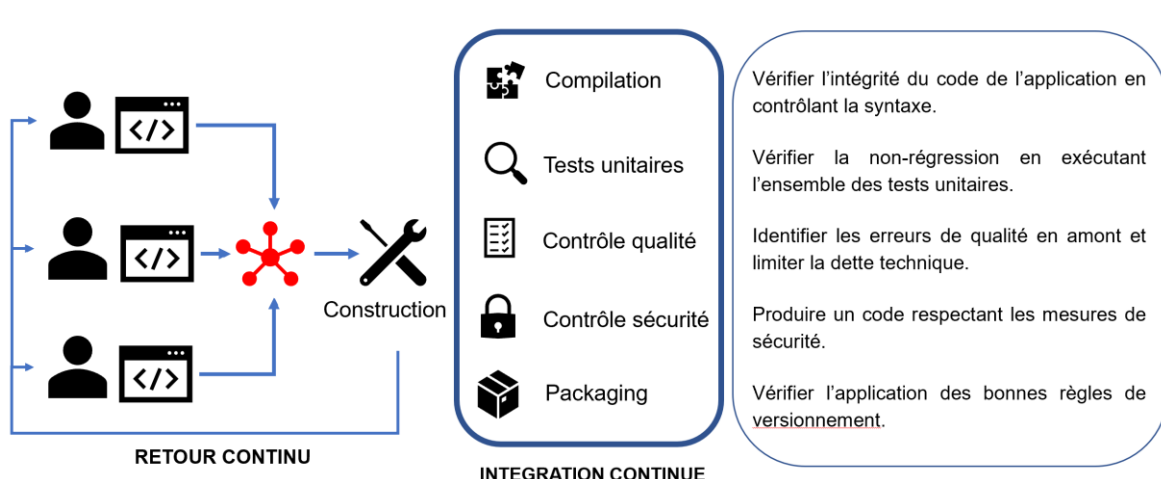 </>
</>
</>
Construction
RETOUR CONTINU
Compilation
Tests unitaires
Contrôle qualité
Contrôle sécurité
Packaging
INTEGRATION CONTINUE
Vérifier l’intégrité du code de l’application en
contrôlant la syntaxe.
Vérifier la non-régression en exécutant
l’ensemble des tests unitaires.
Identifier les erreurs de qualité en amont et
limiter la dette technique.
Produire un code respectant les mesures de
sécurité.
Vérifier l’application des bonnes règles de
versionnement.